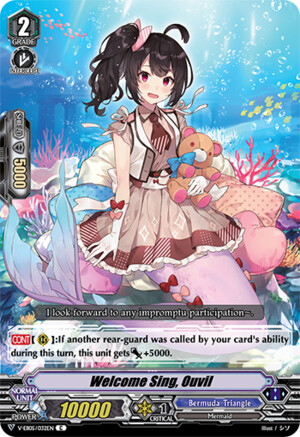 2
GRADE
INTERCEPT
SHIELD
5000
I look forward to any impromptu participation~.
CONT【 】:If another rear-guard was called by your card's ability
during this turn, this unit gets +5000.
Welcome Sing, Ouvil
NORMAL
UNIT
POWER
10000
1
CRITICAL
Bermuda Triangle
Mermaid
V-EB05/032EN C
Illust / シソ